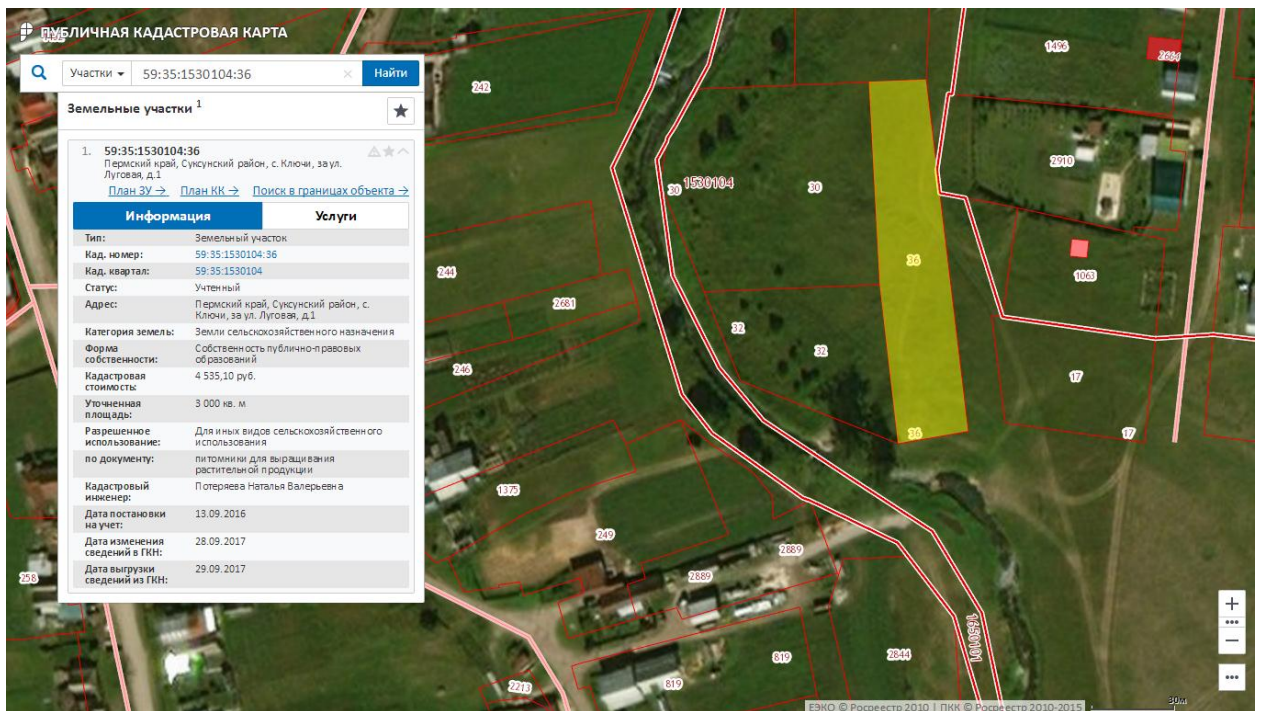 ПУБЛИЧНАЯ КАДАСТРОВАЯ КАРТА
Участки 59:35:1530104:36 × Найти
Земельные участки 1
1. 59:35:1530104:36
Пермский край, Суксунский район, с. Ключи, за ул.
Луговая, д.1
План ЗУ → План КК → Поиск в границах объекта →
Информация Услуги
Тип: Земельный участок
Кад. номер: 59:35:1530104:36
Кад. квартал: 59:35:1530104
Статус: Учтенный
Адрес: Пермский край, Суксунский район, с.
Ключи, за ул. Луговая, д.1
Категория земель: Земли сельскохозяйственного назначения
Форма
собственности: Собственность публично-правовых
образований
Кадастровая
стоимость: 4 535,10 руб.
Уточненная
площадь: 3 000 кв. м
Разрешенное
использование: Для иных видов сельскохозяйственного
использования
по документу: питомники для выращивания
растительной продукции
Кадастровый
инженер: Потеряева Наталья Валерьевна
Дата постановки
на учет: 13.09.2016
Дата изменения
сведений в ГКН: 28.09.2017
Дата выгрузки
сведений из ГКН: 29.09.2017
1496
2664
242
2910
30
1530104
30
36
244
1063
2681
32
32
246
17
36
17
1375
249
2889
2889
258
1650101
819
2844
819
2213
30m
ЕЭКО © Росреестр 2010 | ПКК © Росреестр 2010-2015